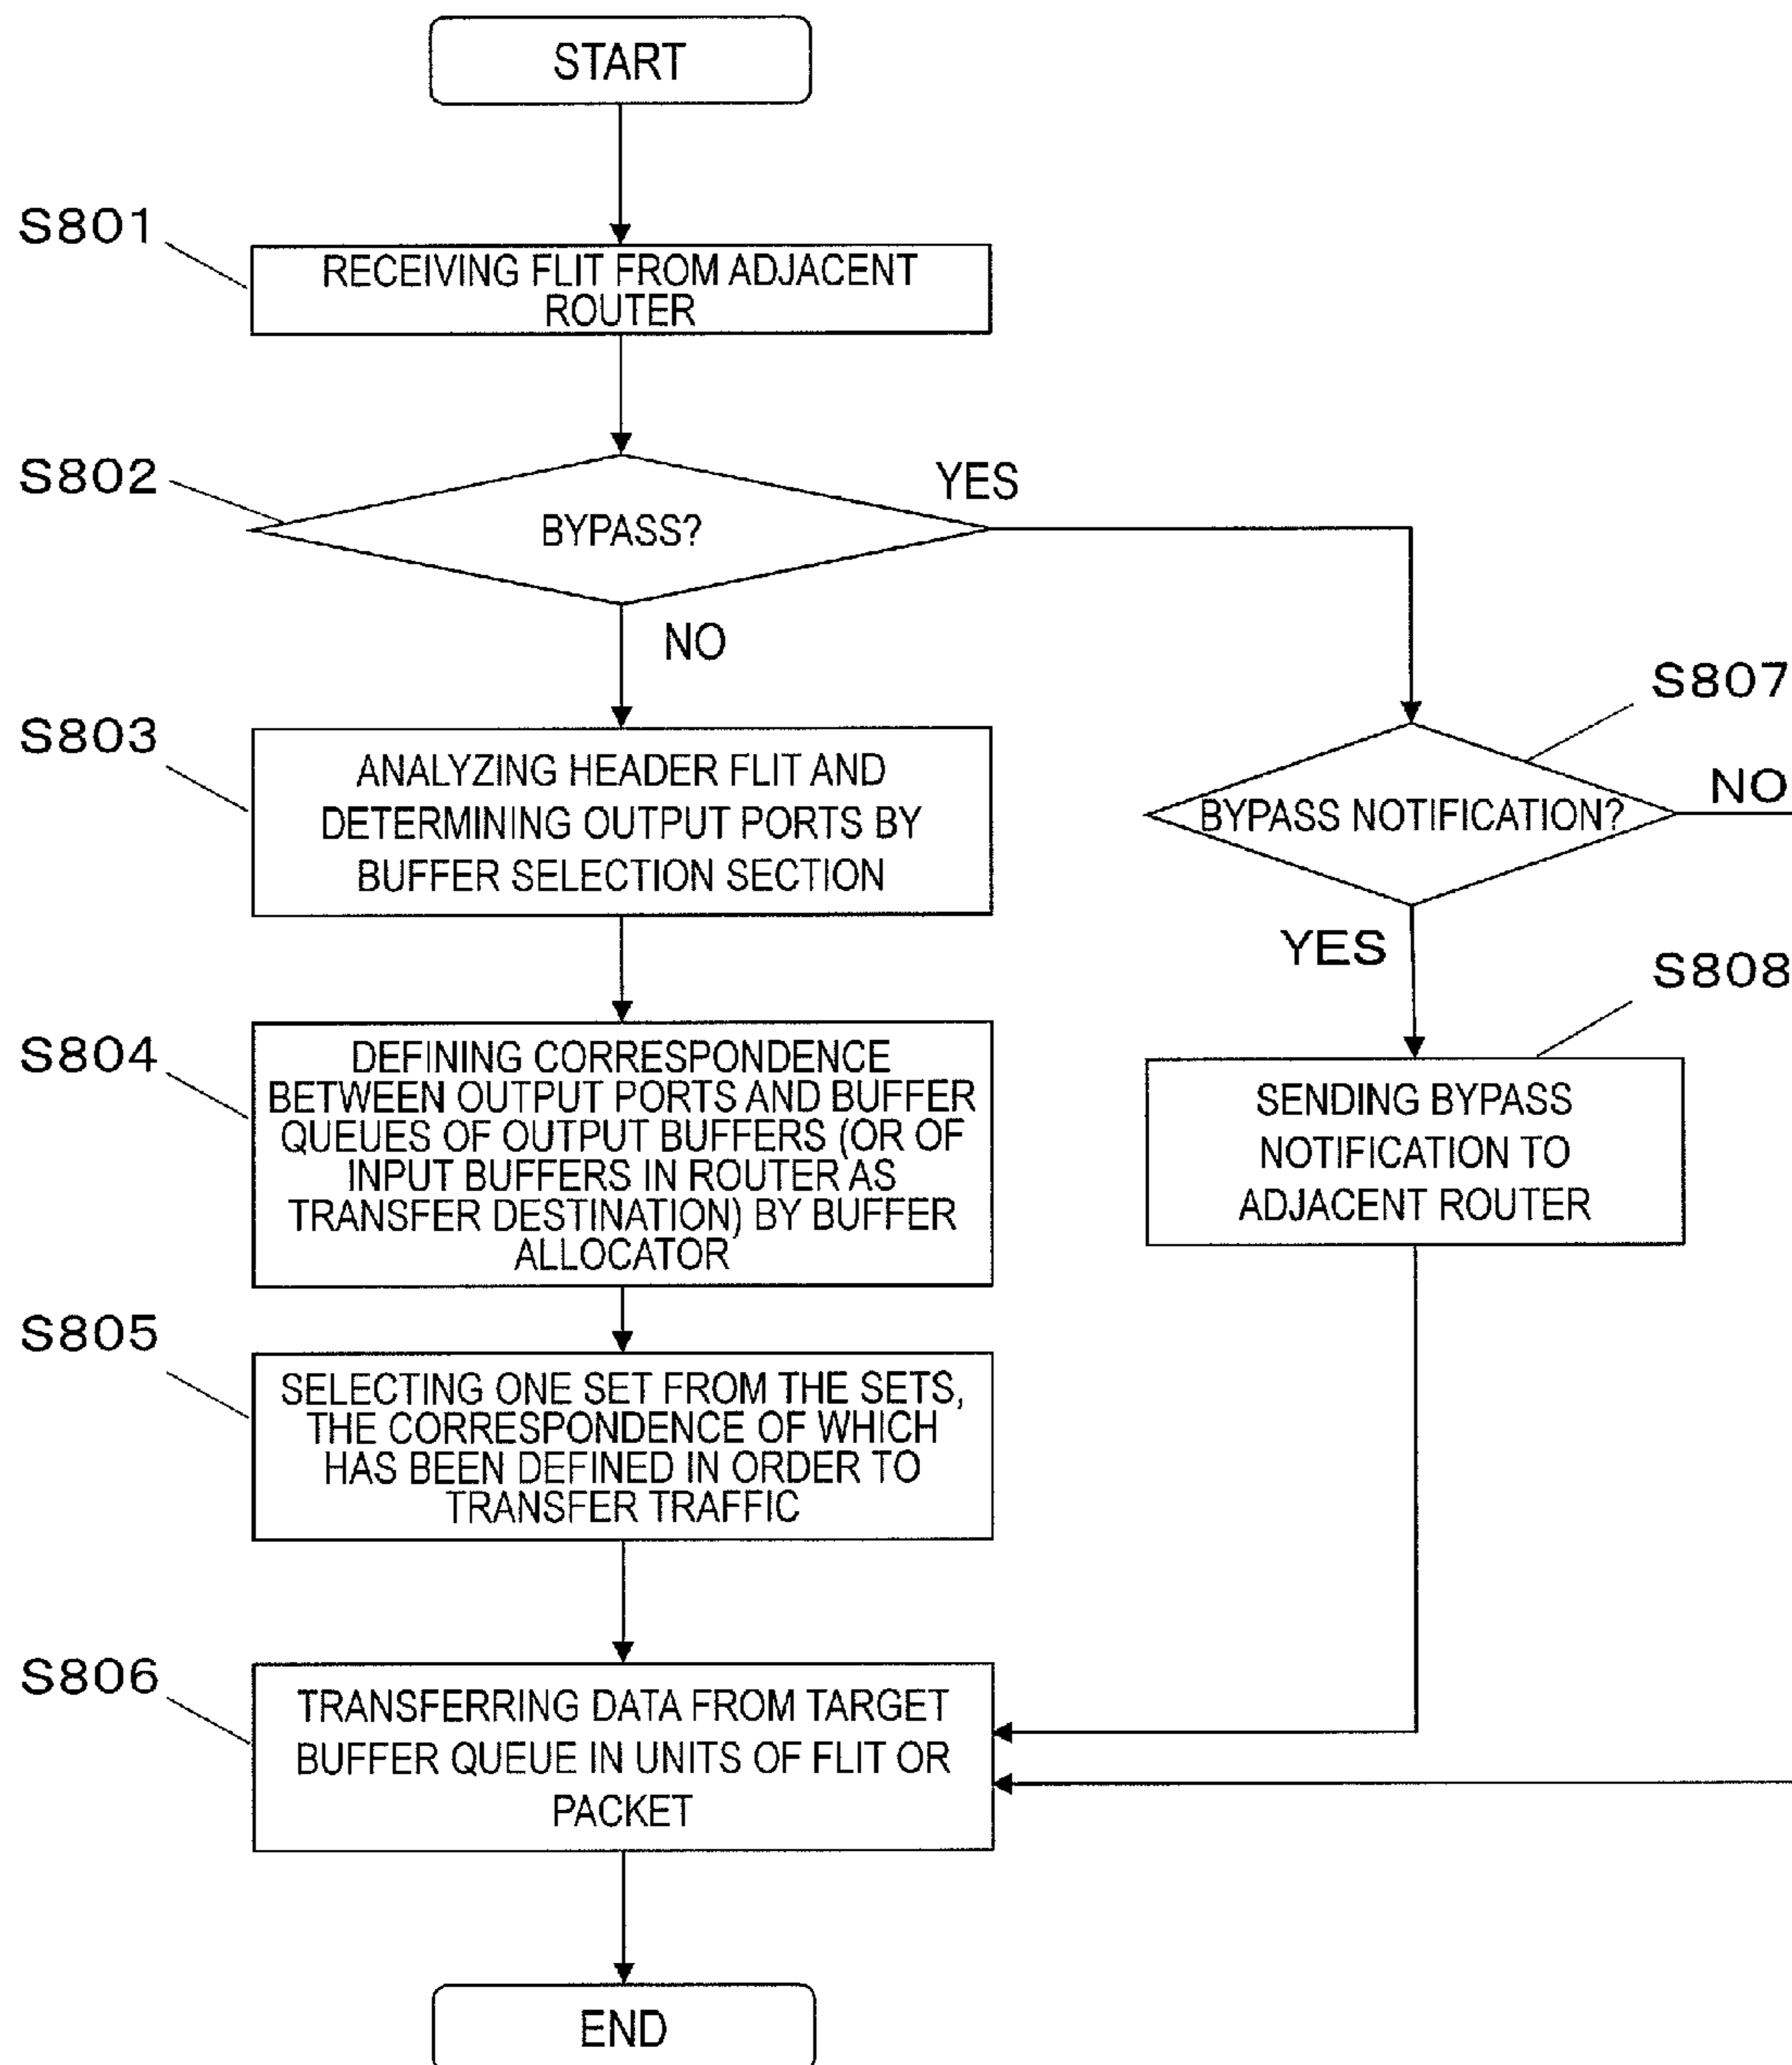 START
S801
RECEIVING FLIT FROM ADJACENT
ROUTER
S802
BYPASS?
YES
NO
S803
ANALYZING HEADER FLIT AND
DETERMINING OUTPUT PORTS BY
BUFFER SELECTION SECTION
S807
BYPASS NOTIFICATION?
NO
YES
S804
DEFINING CORRESPONDENCE
BETWEEN OUTPUT PORTS AND BUFFER
QUEUES OF OUTPUT BUFFERS (OR OF
INPUT BUFFERS IN ROUTER AS
TRANSFER DESTINATION) BY BUFFER
ALLOCATOR
S808
SENDING BYPASS
NOTIFICATION TO
ADJACENT ROUTER
S805
SELECTING ONE SET FROM THE SETS,
THE CORRESPONDENCE OF WHICH
HAS BEEN DEFINED IN ORDER TO
TRANSFER TRAFFIC
S806
TRANSFERRING DATA FROM TARGET
BUFFER QUEUE IN UNITS OF FLIT OR
PACKET
END